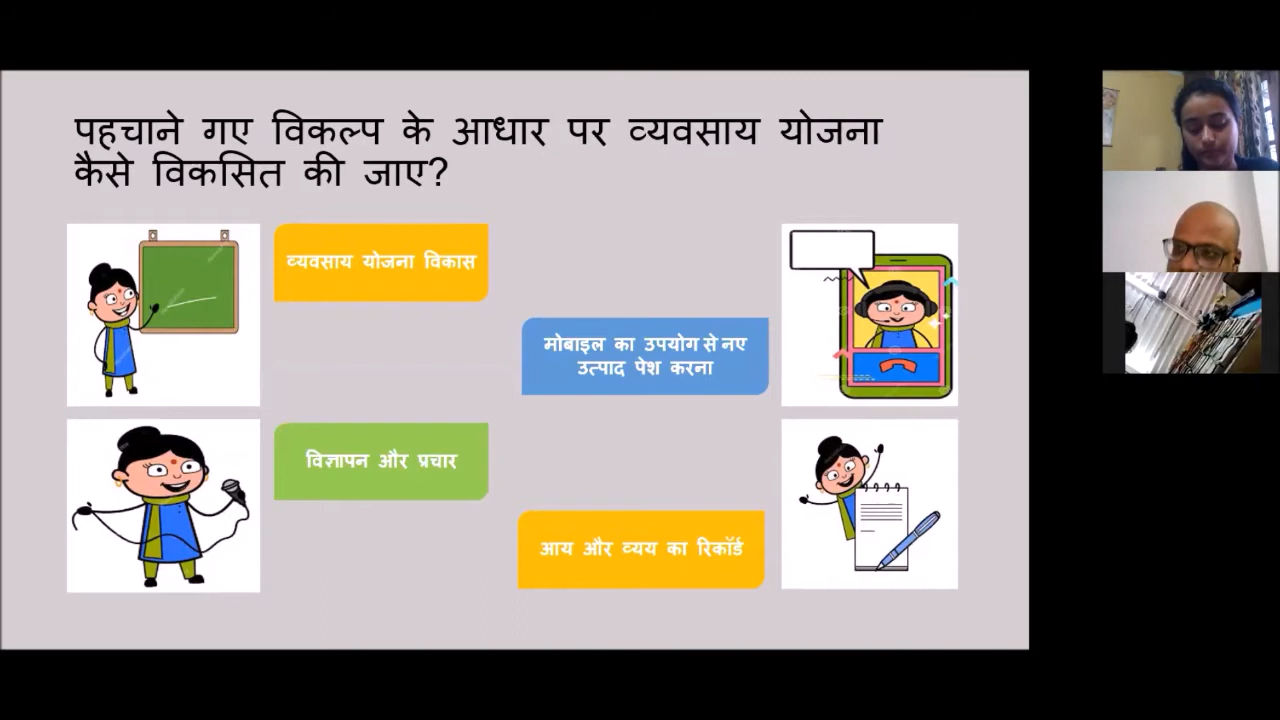 पहचाने गए विकल्प के आधार पर व्यवसाय योजना
कैसे विकसित की जाए?
व्यवसाय योजना विकास
मोबाइल का उपयोग से नए
उत्पाद पेश करना
विज्ञापन और प्रचार
आय और व्यय का रिकॉर्ड